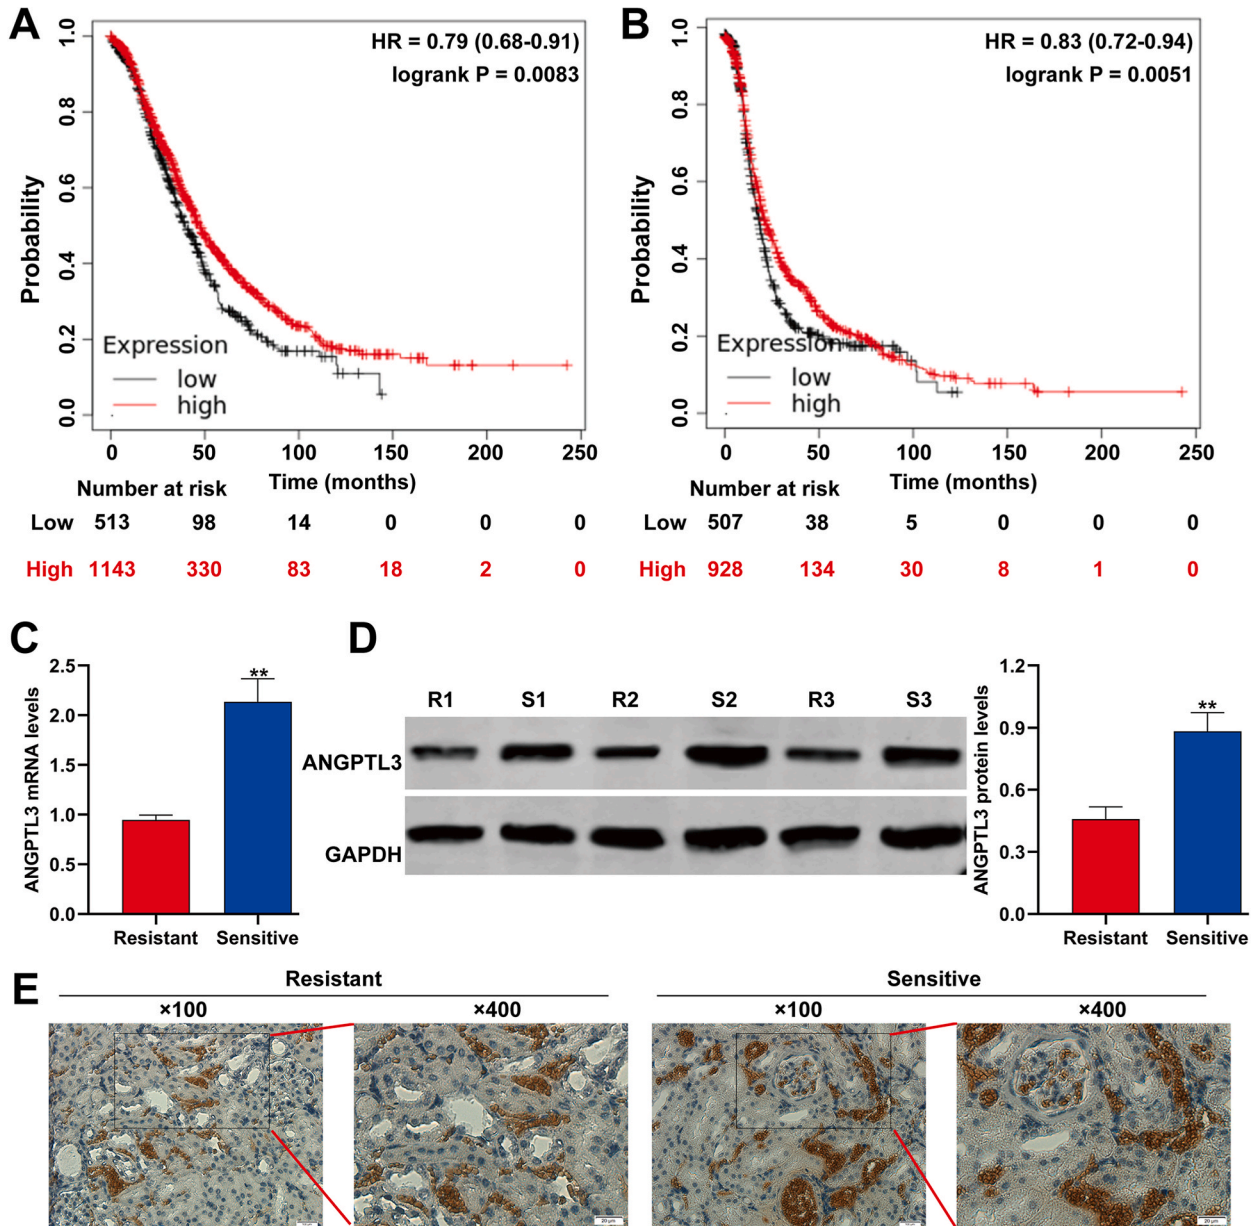 A
HR = 0.79 (0.68-0.91)
logrank P = 0.0083
Probability
1.0
0.8
0.6
0.4
0.2
0.0
Expression
low
high
0 50 100 150 200 250
Time (months)
Number at risk
Low 513 98 14 0 0 0
High 1143 330 83 18 2 0
B
HR = 0.83 (0.72-0.94)
logrank P = 0.0051
Probability
1.0
0.8
0.6
0.4
0.2
0.0
Expression
low
high
0 50 100 150 200 250
Time (months)
Number at risk
Low 507 38 5 0 0 0
High 928 134 30 8 1 0
C
ANGPTL3 mRNA levels
2.5
2.0
1.5
1.0
0.5
0.0
**
Resistant Sensitive
D
R1 S1 R2 S2 R3 S3
ANGPTL3
GAPDH
ANGPTL3 protein levels
1.2
0.9
0.6
0.3
0.0
**
Resistant Sensitive
E
Resistant
×100 ×400
Sensitive
×100 ×400
20 μm
20 μm